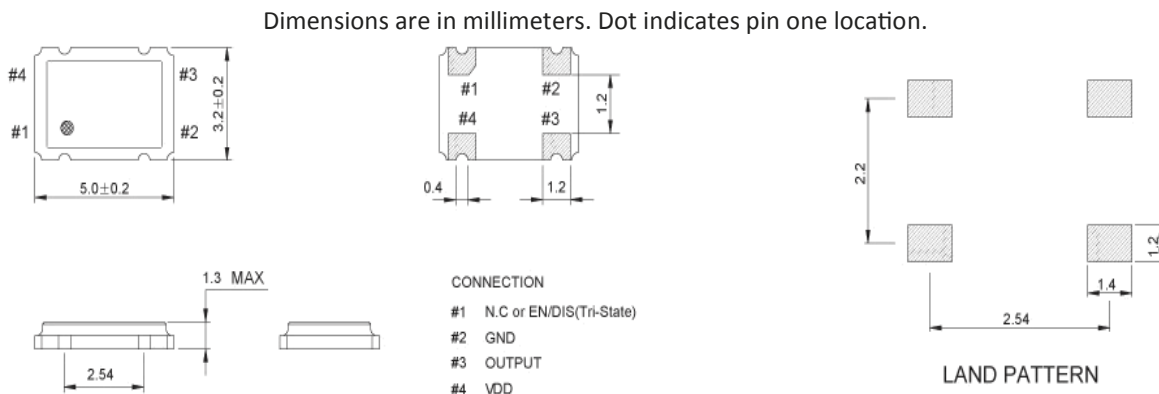 Dimensions are in millimeters. Dot indicates pin one location.
#4
#3
#1
#2
3.2±0.2
5.0±0.2
#1
#2
#4
#3
1.2
0.4
1.2
2.2
1.2
1.4
2.54
LAND PATTERN
1.3 MAX
2.54
CONNECTION
#1 N.C or EN/DIS(Tri-State)
#2 GND
#3 OUTPUT
#4 VDD